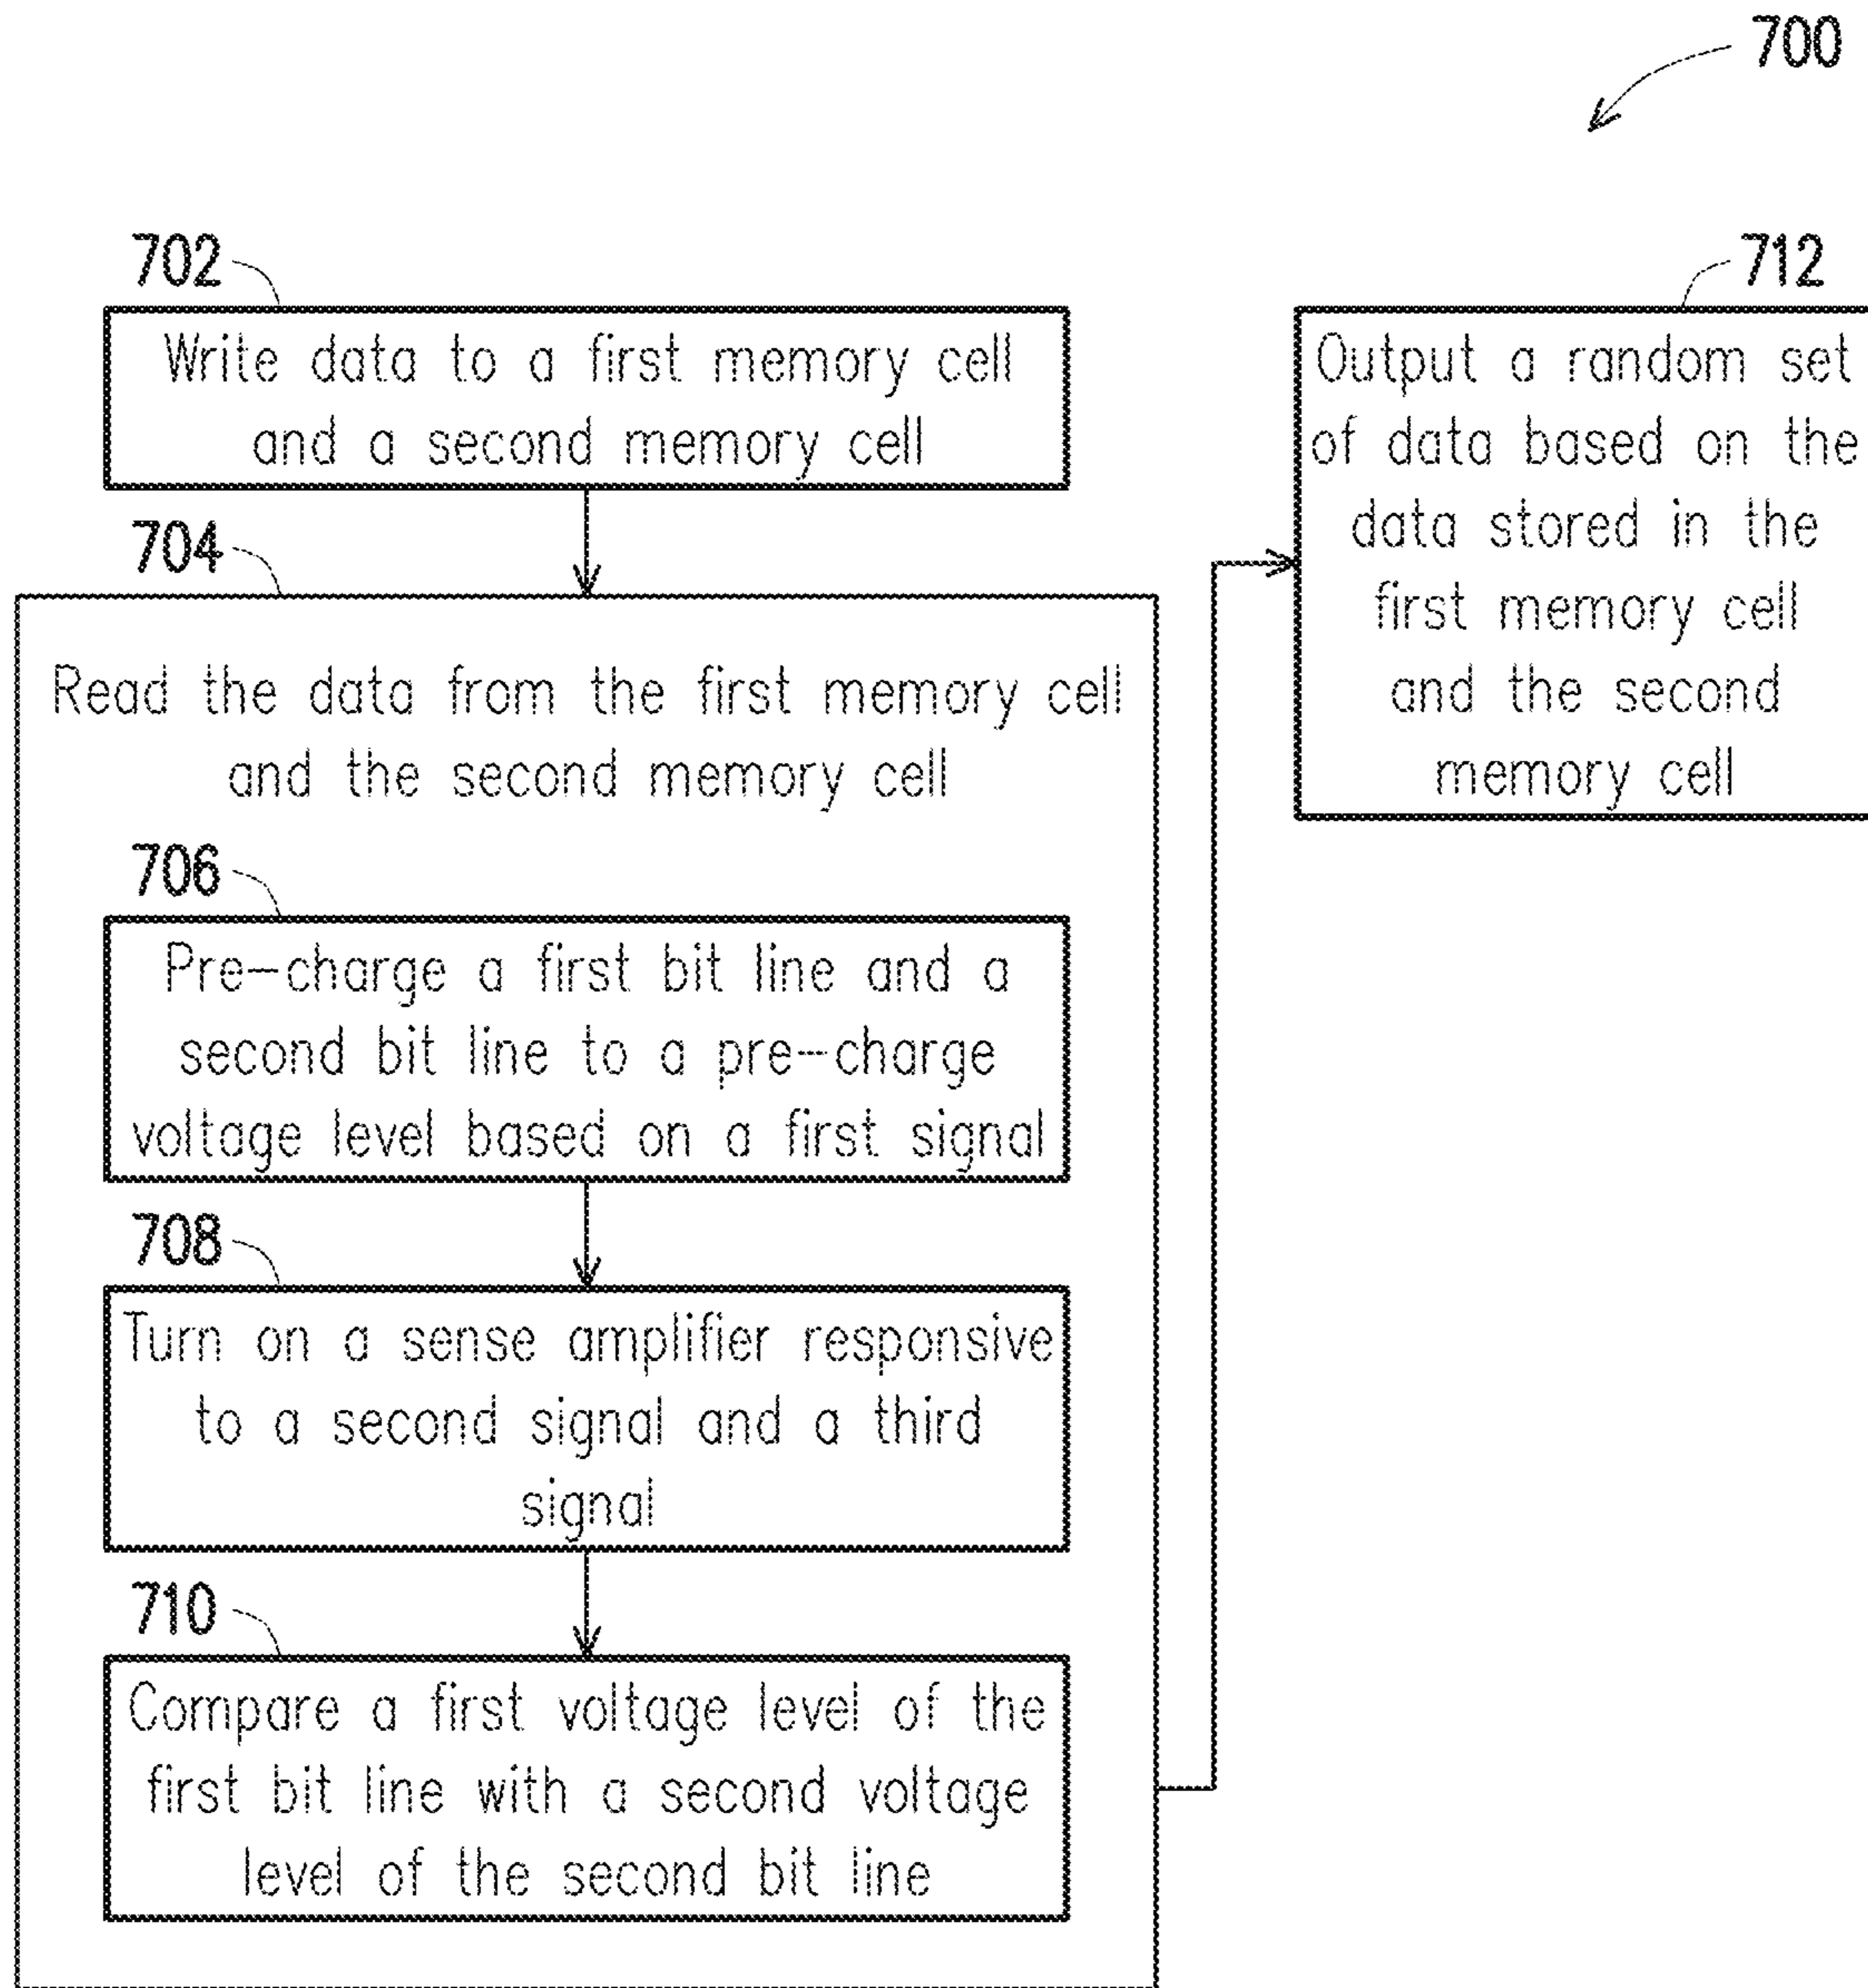 700
702
Write data to a first memory cell
and a second memory cell
704
Read the data from the first memory cell
and the second memory cell
706
Pre-charge a first bit line and a
second bit line to a pre-charge
voltage level based on a first signal
708
Turn on a sense amplifier responsive
to a second signal and a third
signal
710
Compare a first voltage level of the
first bit line with a second voltage
level of the second bit line
712
Output a random set
of data based on the
data stored in the
first memory cell
and the second
memory cell